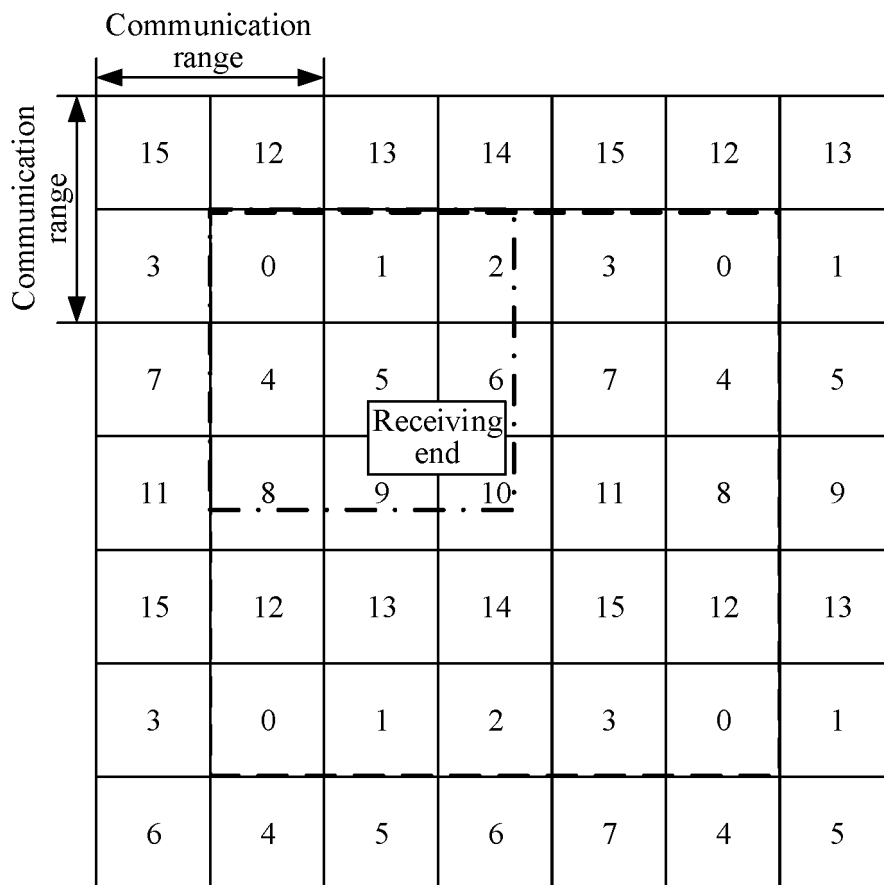 Communication
range
Communication
range
15 12 13 14 15 12 13
3 0 1 2 3 0 1
7 4 5 6 7 4 5
Receiving
end
11 8 9 10 11 8 9
15 12 13 14 15 12 13
3 0 1 2 3 0 1
6 4 5 6 7 4 5